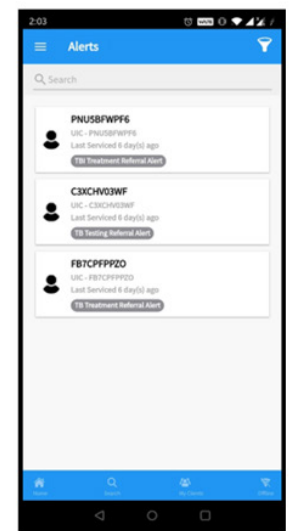 2:03
Alerts
Search
PNU5BFWPF6
UIC - PNU5BFWPF6
Last Serviced 6 day(s) ago
TBI Treatment Referral Alert
C3XCHV03WF
UIC - C3XCHV03WF
Last Serviced 6 day(s) ago
TB Testing Referral Alert
FB7CPFPPZO
UIC - FB7CPFPPZO
Last Serviced 6 day(s) ago
TB Treatment Referral Alert
Home Search My Clients Offline